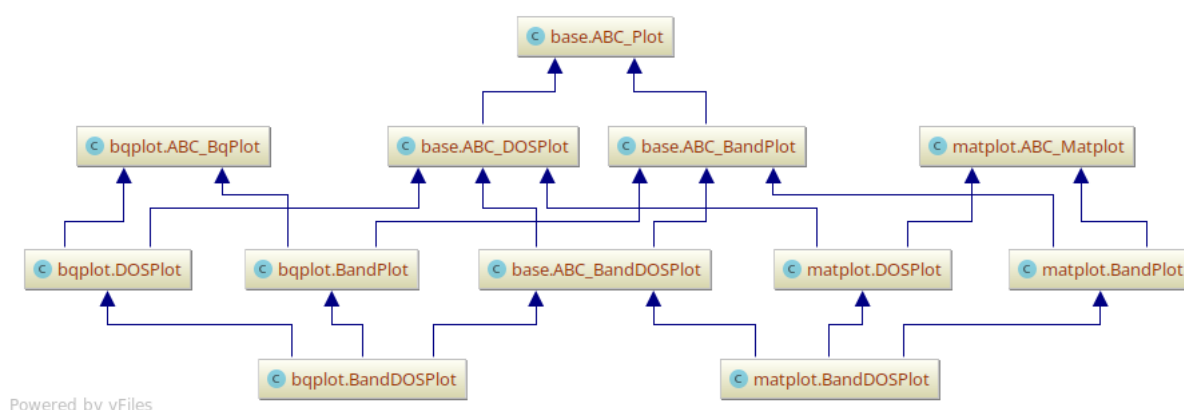 C base.ABC_Plot
C bqplot.ABC_BqPlot
C base.ABC_DOSPlot
C base.ABC_BandPlot
C matplot.ABC_Matplot
C bqplot.DOSPlot
C bqplot.BandPlot
C base.ABC_BandDOSPlot
C matplot.DOSPlot
C matplot.BandPlot
C bqplot.BandDOSPlot
C matplot.BandDOSPlot
Powered by yFiles